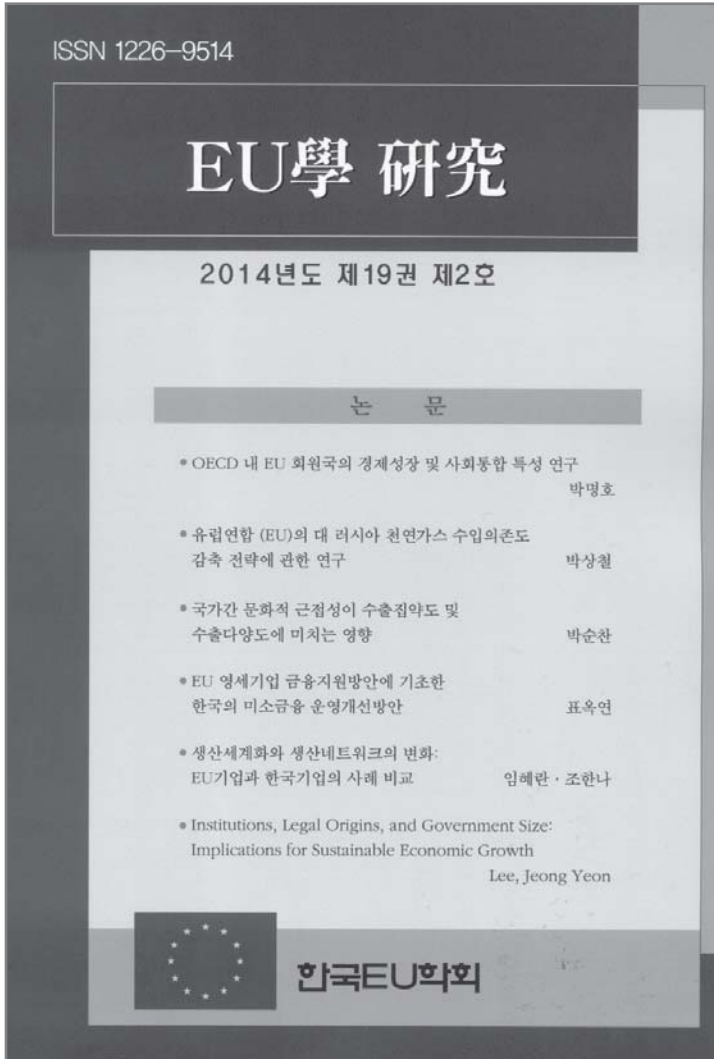 ISSN 1226-9514
EU學 硏究
2014년도 제19권 제2호
논 문
• OECD 내 EU 회원국의 경제성장 및 사회통합 특성 연구
박명호
• 유럽연합 (EU)의 대 러시아 천연가스 수입의존도
감축 전략에 관한 연구 박상철
• 국가간 문화적 근접성이 수출집약도 및
수출다양도에 미치는 영향 박순찬
• EU 영세기업 금융지원방안에 기초한
한국의 미소금융 운영개선방안 표옥연
• 생산세계화와 생산네트워크의 변화:
EU기업과 한국기업의 사례 비교 임혜란 · 조한나
• Institutions, Legal Origins, and Government Size:
Implications for Sustainable Economic Growth
Lee, Jeong Yeon
한국EU학회